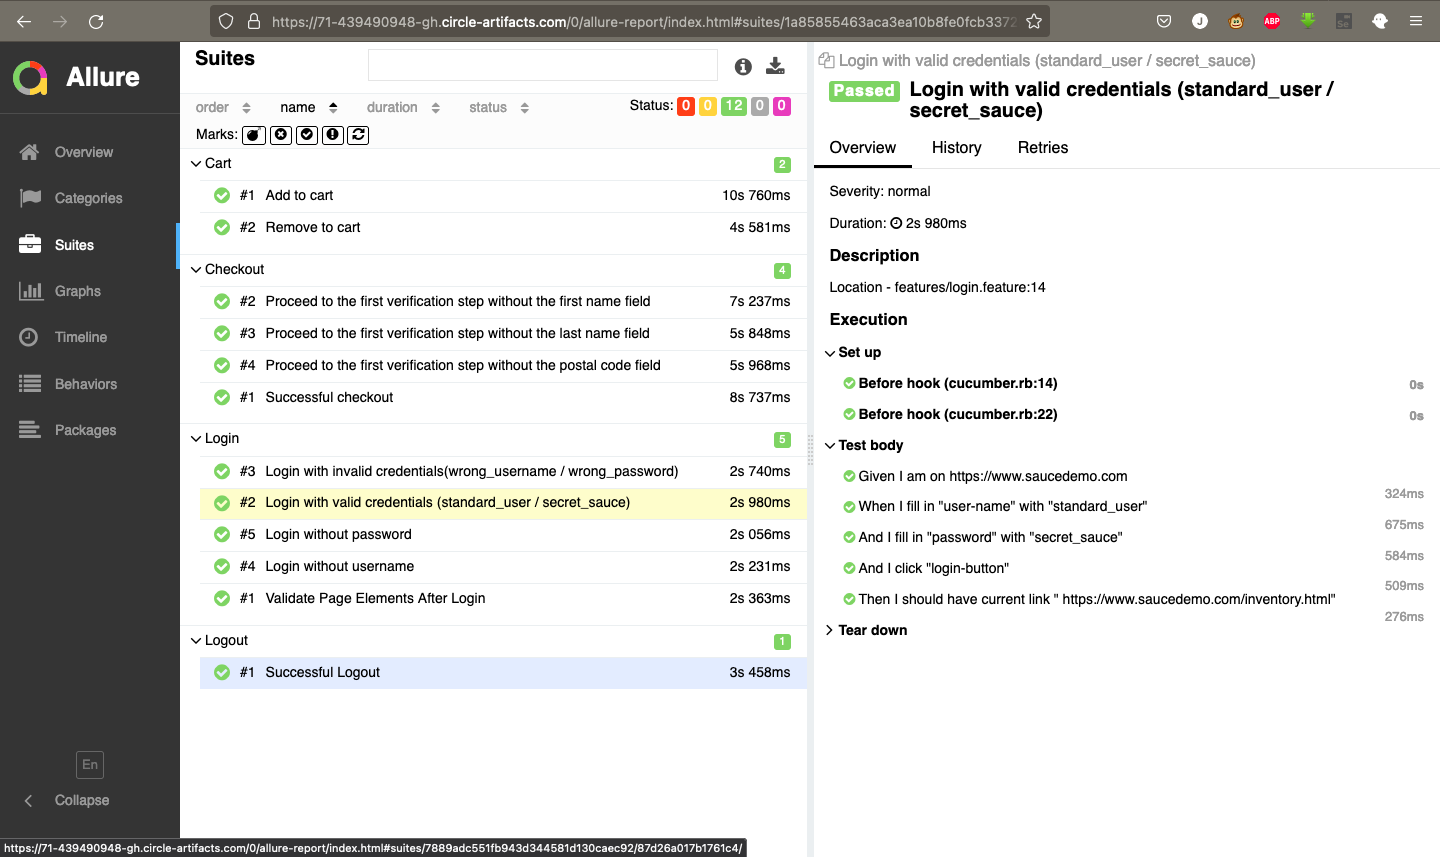 https://71-439490948-gh.circle-artifacts.com/0/allure-report/index.html#suites/1a85855463aca3ea10b8fe0fcb3372
J
ABP
Se
Allure
Overview
Categories
Suites
Graphs
Timeline
Behaviors
Packages
En
Collapse
Suites
order name duration status Status: 0 0 12 0 0
Marks:
Cart 2
#1 Add to cart 10s 760ms
#2 Remove to cart 4s 581ms
Checkout 4
#2 Proceed to the first verification step without the first name field 7s 237ms
#3 Proceed to the first verification step without the last name field 5s 848ms
#4 Proceed to the first verification step without the postal code field 5s 968ms
#1 Successful checkout 8s 737ms
Login 5
#3 Login with invalid credentials(wrong_username / wrong_password) 2s 740ms
#2 Login with valid credentials (standard_user / secret_sauce) 2s 980ms
#5 Login without password 2s 056ms
#4 Login without username 2s 231ms
#1 Validate Page Elements After Login 2s 363ms
Logout 1
#1 Successful Logout 3s 458ms
Login with valid credentials (standard_user / secret_sauce)
Passed Login with valid credentials (standard_user /
secret_sauce)
Overview History Retries
Severity: normal
Duration: 2s 980ms
Description
Location - features/login.feature:14
Execution
Set up
Before hook (cucumber.rb:14) 0s
Before hook (cucumber.rb:22) 0s
Test body
Given I am on https://www.saucedemo.com
324ms
When I fill in "user-name" with "standard_user"
675ms
And I fill in "password" with "secret_sauce"
584ms
And I click "login-button"
509ms
Then I should have current link " https://www.saucedemo.com/inventory.html"
276ms
Tear down
https://71-439490948-gh.circle-artifacts.com/0/allure-report/index.html#suites/7889adc551fb943d344581d130caec92/87d26a017b1761c4/